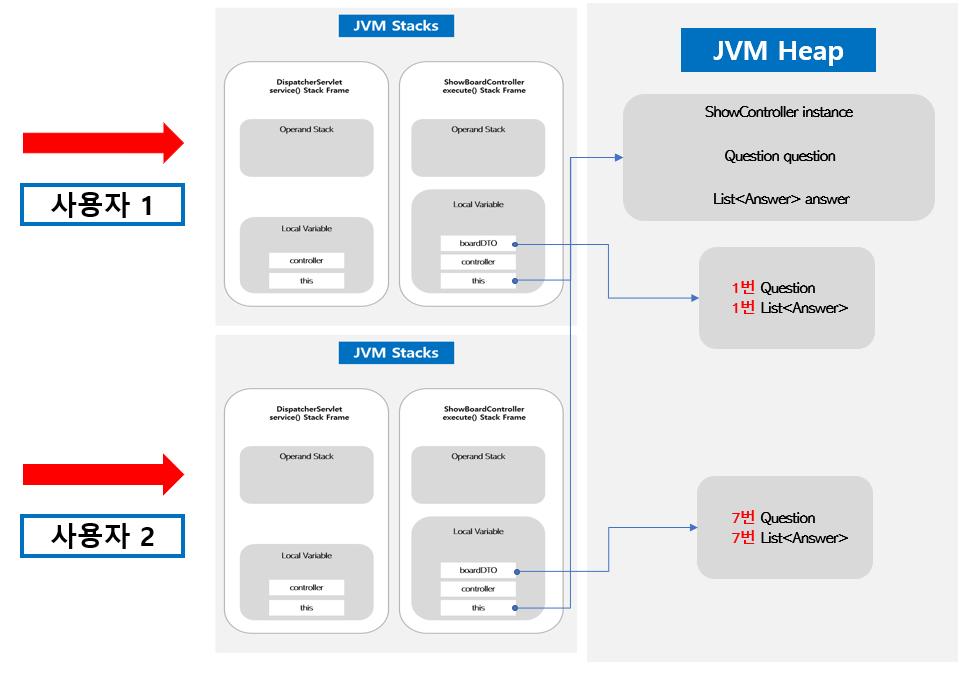 JVM Stacks
DispatcherServlet
service() Stack Frame
Operand Stack
Local Variable
controller
this
ShowBoardController
execute() Stack Frame
Operand Stack
Local Variable
boardDTO
controller
this
사용자 1
JVM Stacks
DispatcherServlet
service() Stack Frame
Operand Stack
Local Variable
controller
this
ShowBoardController
execute() Stack Frame
Operand Stack
Local Variable
boardDTO
controller
this
사용자 2
JVM Heap
ShowController instance
Question question
List<Answer> answer
1번 Question
1번 List<Answer>
7번 Question
7번 List<Answer>